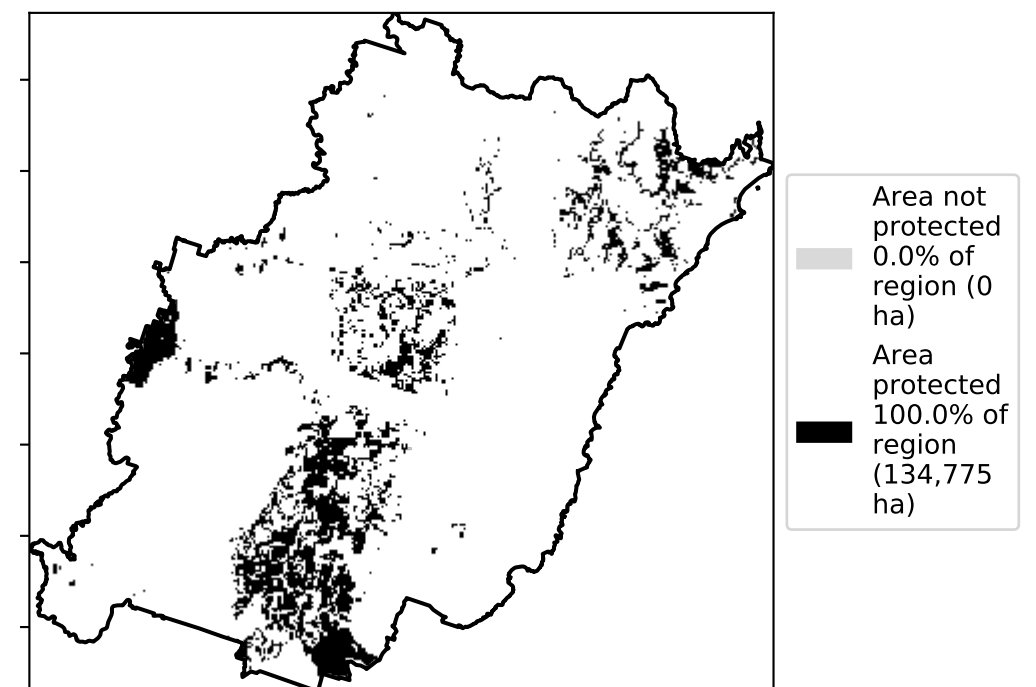 Area not
protected
0.0% of
region (0
ha)
Area
protected
100.0% of
region
(134,775
ha)